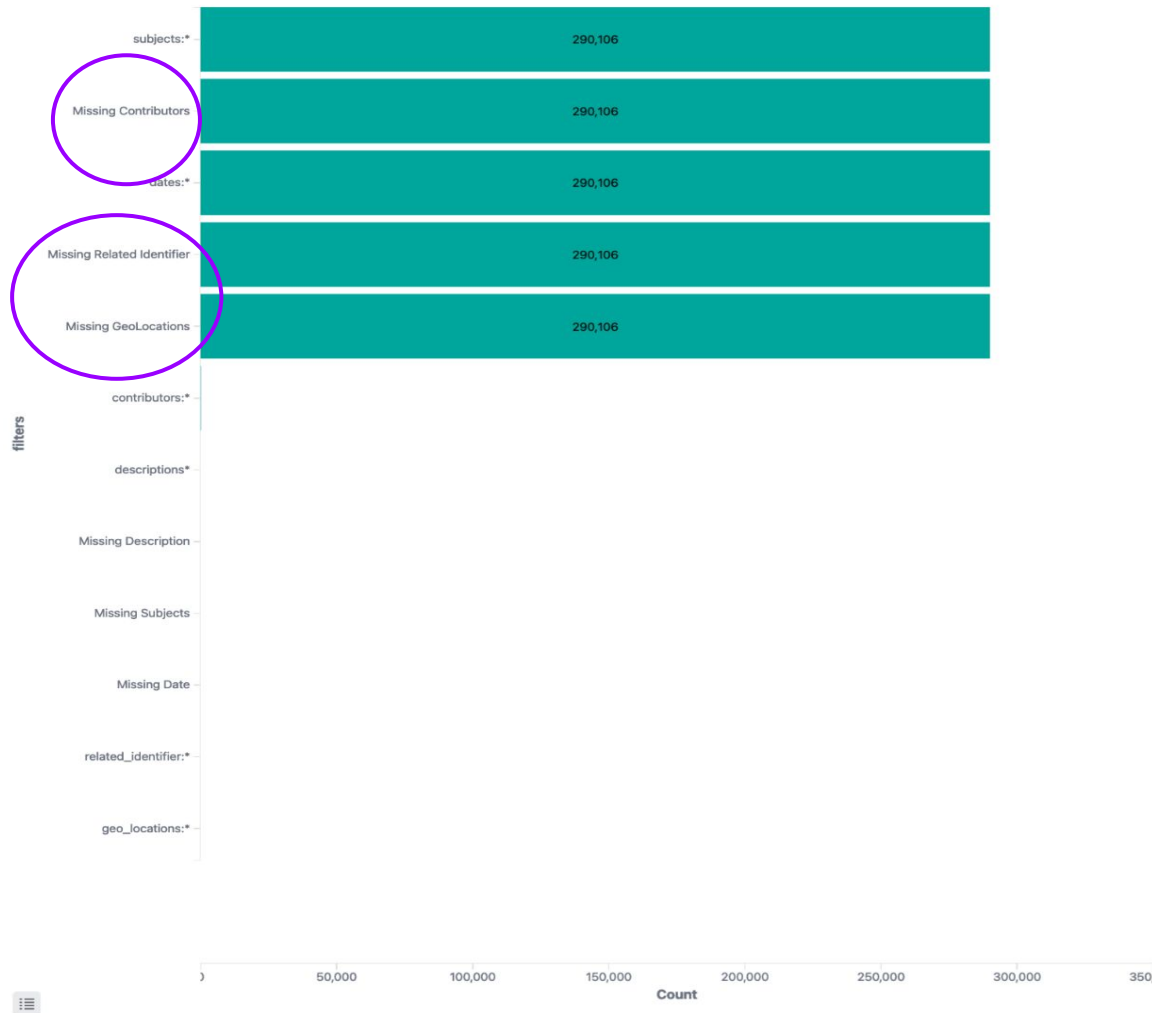 subjects:*
290,106
Missing Contributors
290,106
dates:*
290,106
Missing Related Identifier
290,106
Missing GeoLocations
290,106
contributors:*
filters
descriptions*
Missing Description
Missing Subjects
Missing Date
related_identifier:*
geo_locations:*
50,000
100,000
150,000
200,000
250,000
300,000
350,
Count